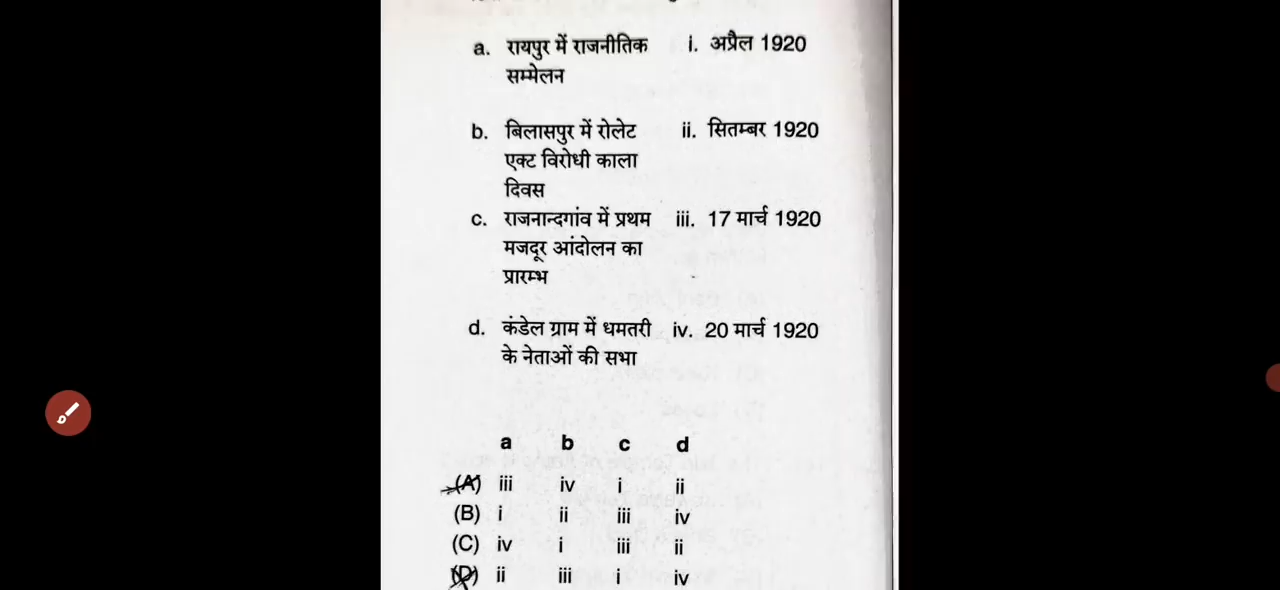 a. रायपुर में राजनीतिक i. अप्रैल 1920
सम्मेलन
b. बिलासपुर में रोलेट ii. सितम्बर 1920
एक्ट विरोधी काला
दिवस
c. राजनान्दगांव में प्रथम iii. 17 मार्च 1920
मजदूर आंदोलन का
प्रारम्भ
d. कंडेल ग्राम में धमतरी iv. 20 मार्च 1920
के नेताओं की सभा
a b c d
(A) iii iv i ii
(B) i ii iii iv
(C) iv i iii ii
(D) ii iii i iv